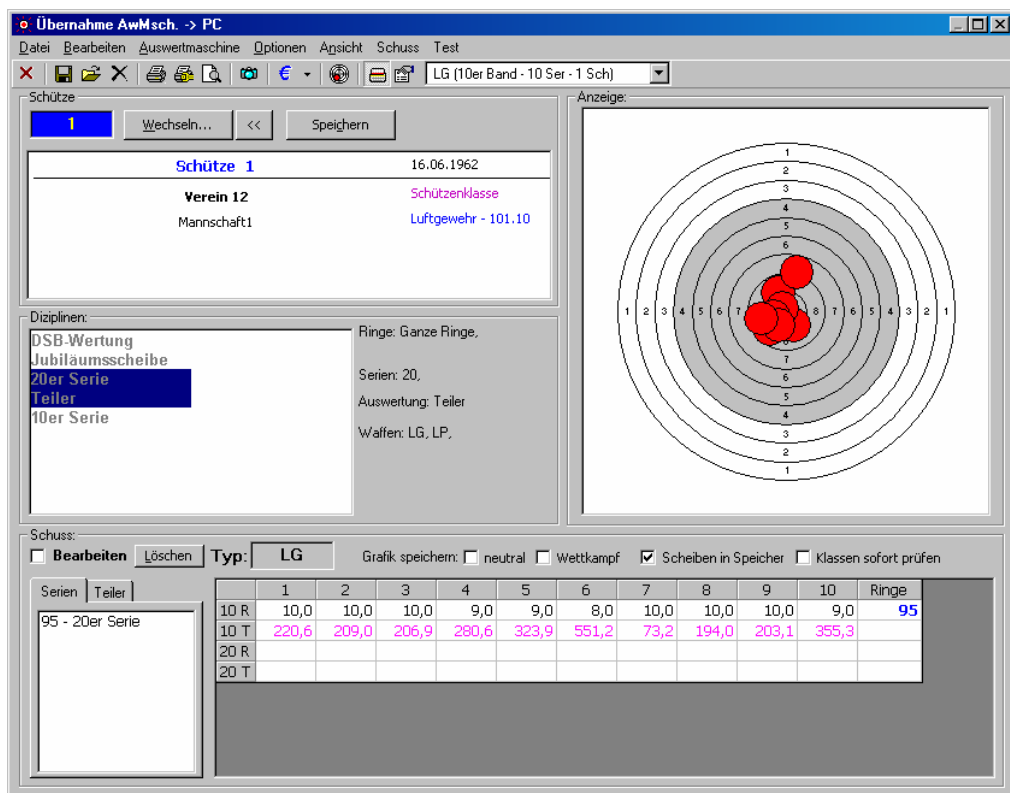 Übernahme AwMsch. -> PC
Datei Bearbeiten Auswertmaschine Optionen Ansicht Schuss Test
€ LG (10er Band - 10 Ser - 1 Sch)
Schütze
1 Wechseln... << Speichern
Schütze 1 16.06.1962
Verein 12 Schützenklasse
Mannschaft1 Luftgewehr - 101.10
Anzeige:
1
2
3
4
5
6
1 2 3 4 5 6 7 8 7 6 5 4 3 2 1
8
7
6
5
4
3
2
1
Diziplinen:
DSB-Wertung
Jubiläumsscheibe
20er Serie
Teiler
10er Serie
Ringe: Ganze Ringe,
Serien: 20,
Auswertung: Teiler
Waffen: LG, LP,
Schuss:
Bearbeiten Löschen Typ: LG Grafik speichern: neutral Wettkampf Scheiben in Speicher Klassen sofort prüfen
Serien Teiler
95 - 20er Serie
1 2 3 4 5 6 7 8 9 10 Ringe
10 R 10,0 10,0 10,0 9,0 9,0 8,0 10,0 10,0 10,0 9,0 95
10 T 220,6 209,0 206,9 280,6 323,9 551,2 73,2 194,0 203,1 355,3
20 R
20 T